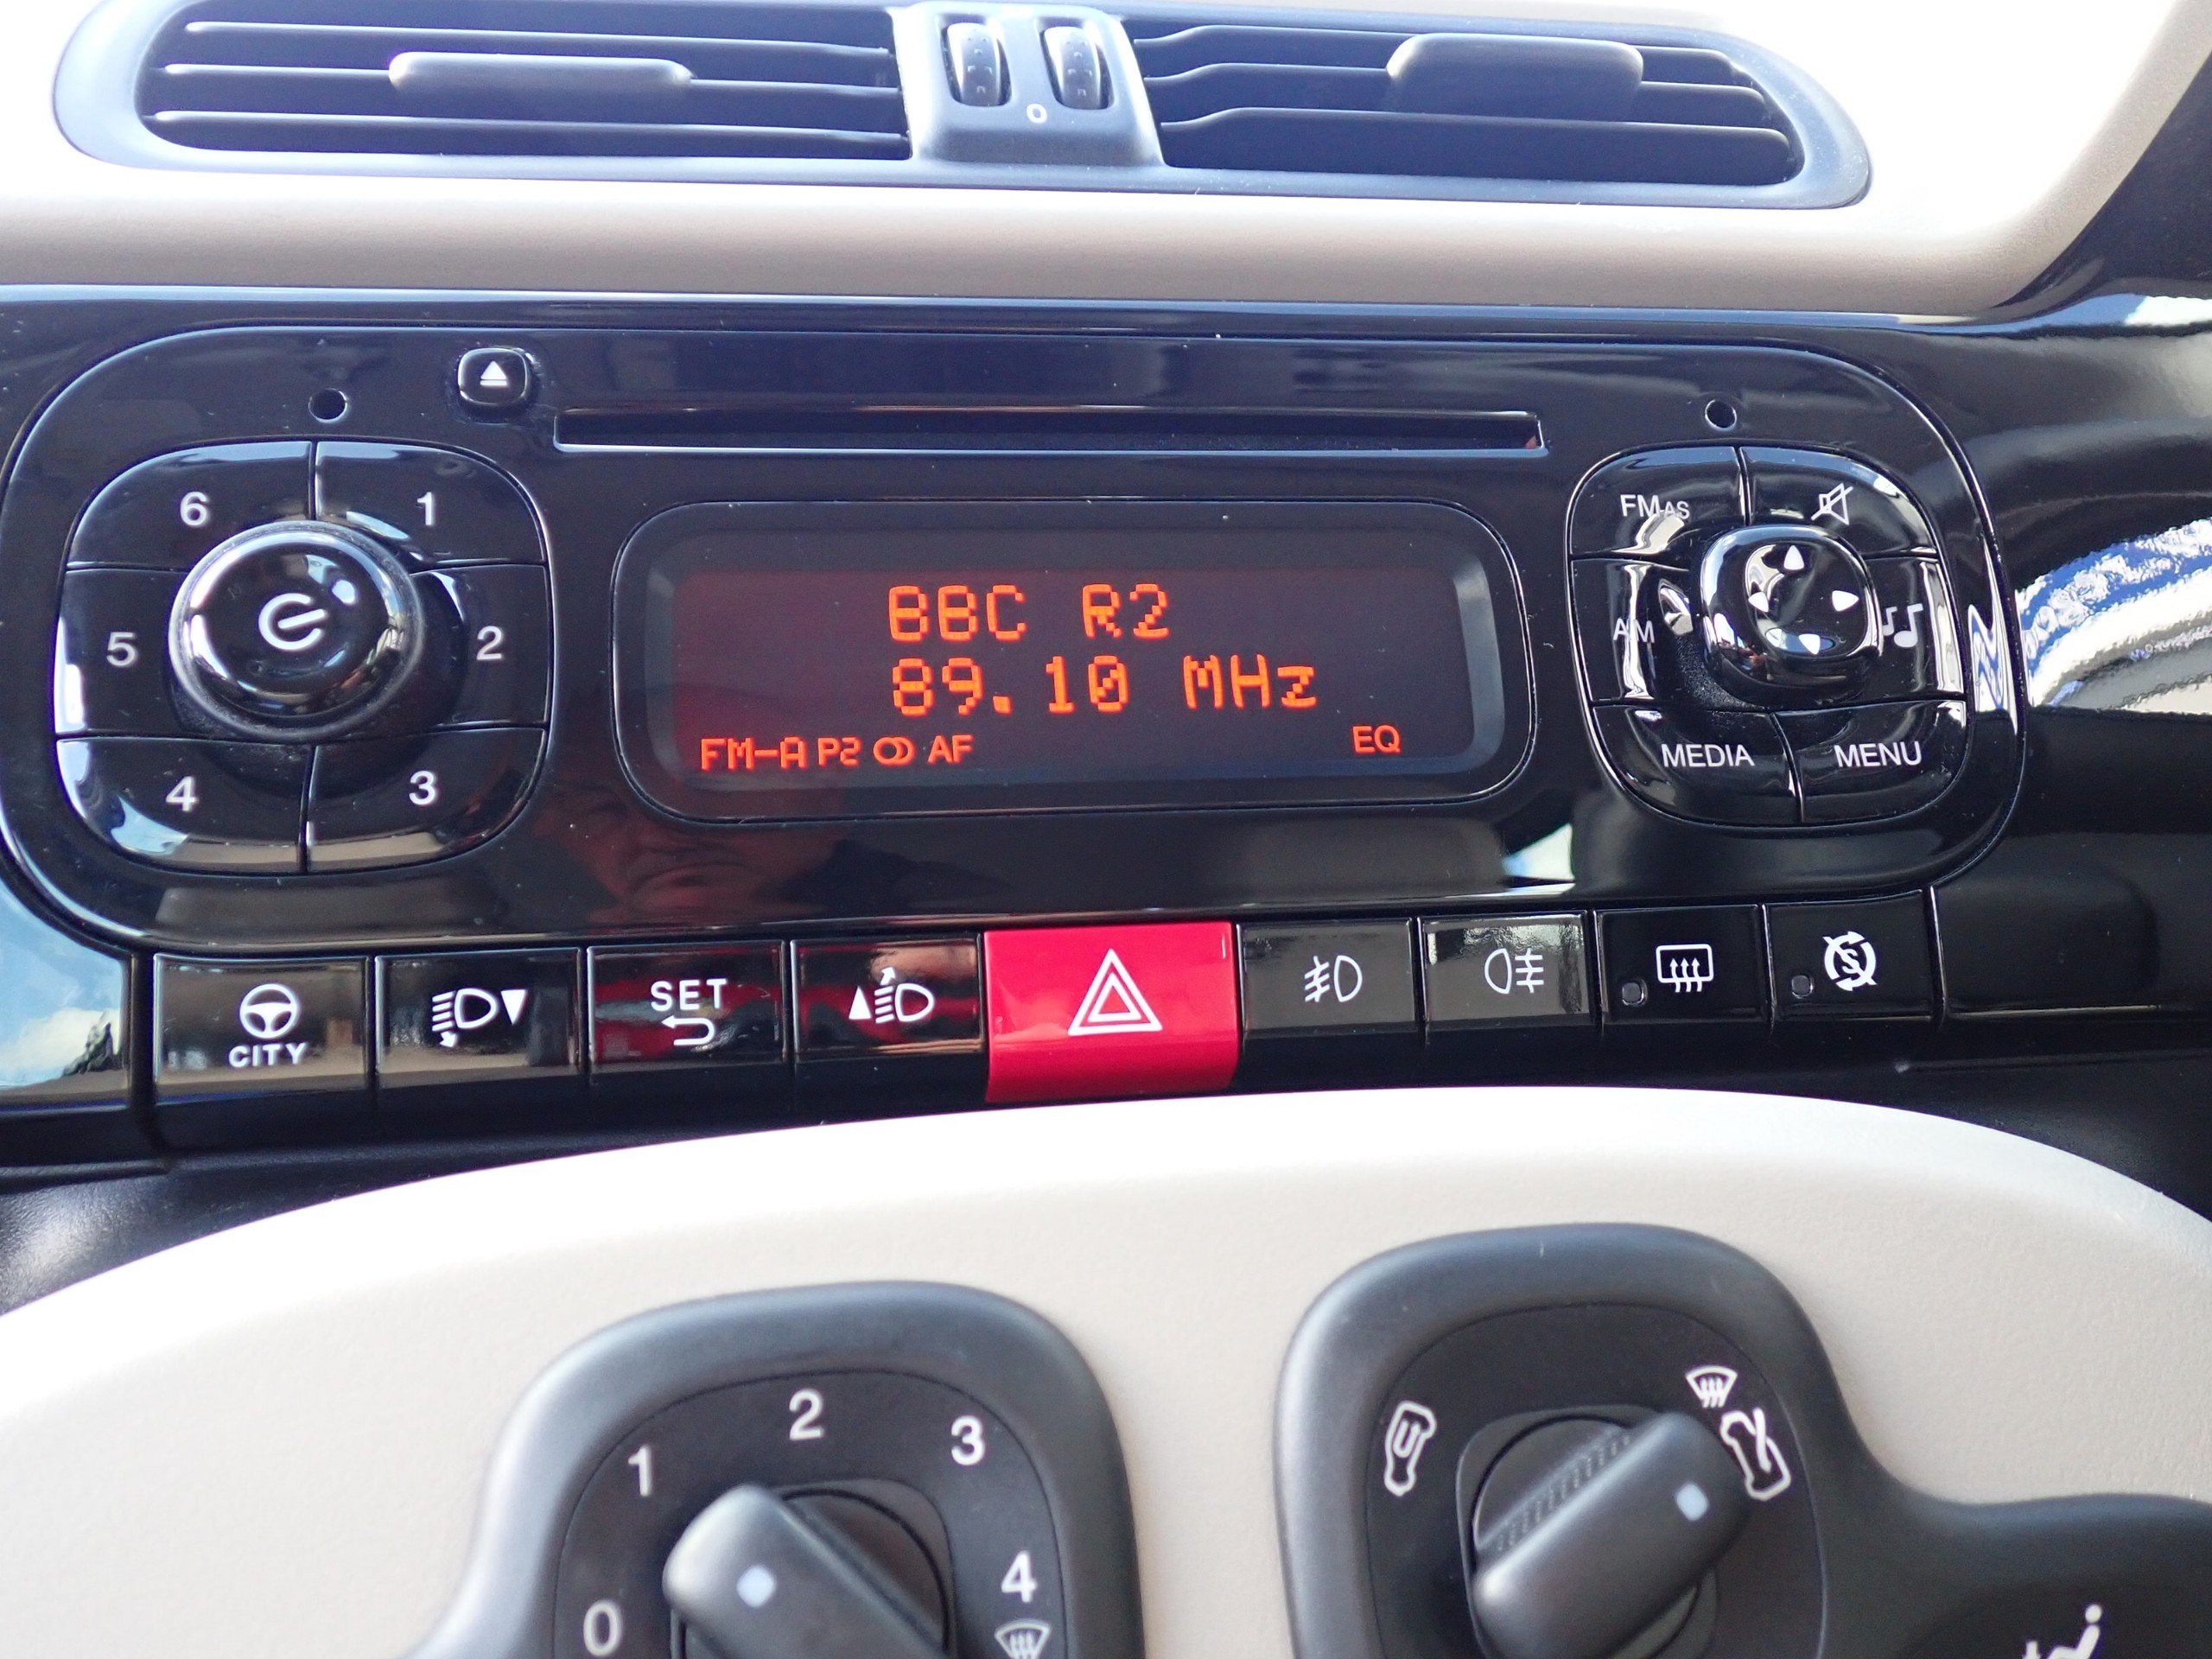 0
6 1
FM AS
BBC R2
5 2
AM
89.10 MHz
FM-A P2 AF EQ
4 3
MEDIA MENU
SET
CITY
1 2 3
0 4